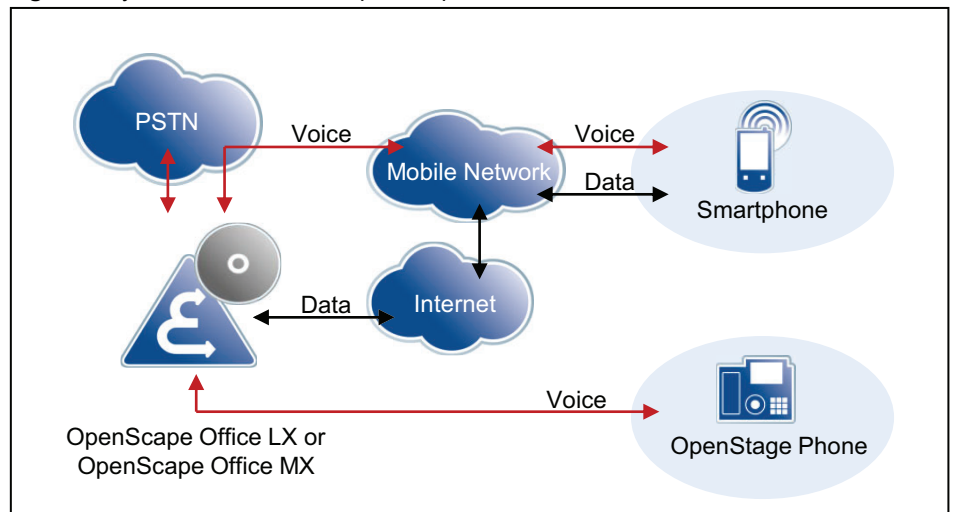 PSTN
Voice
Voice
Mobile Network
Data
Smartphone
Data
Internet
Voice
OpenScape Office LX or
OpenScape Office MX
OpenStage Phone